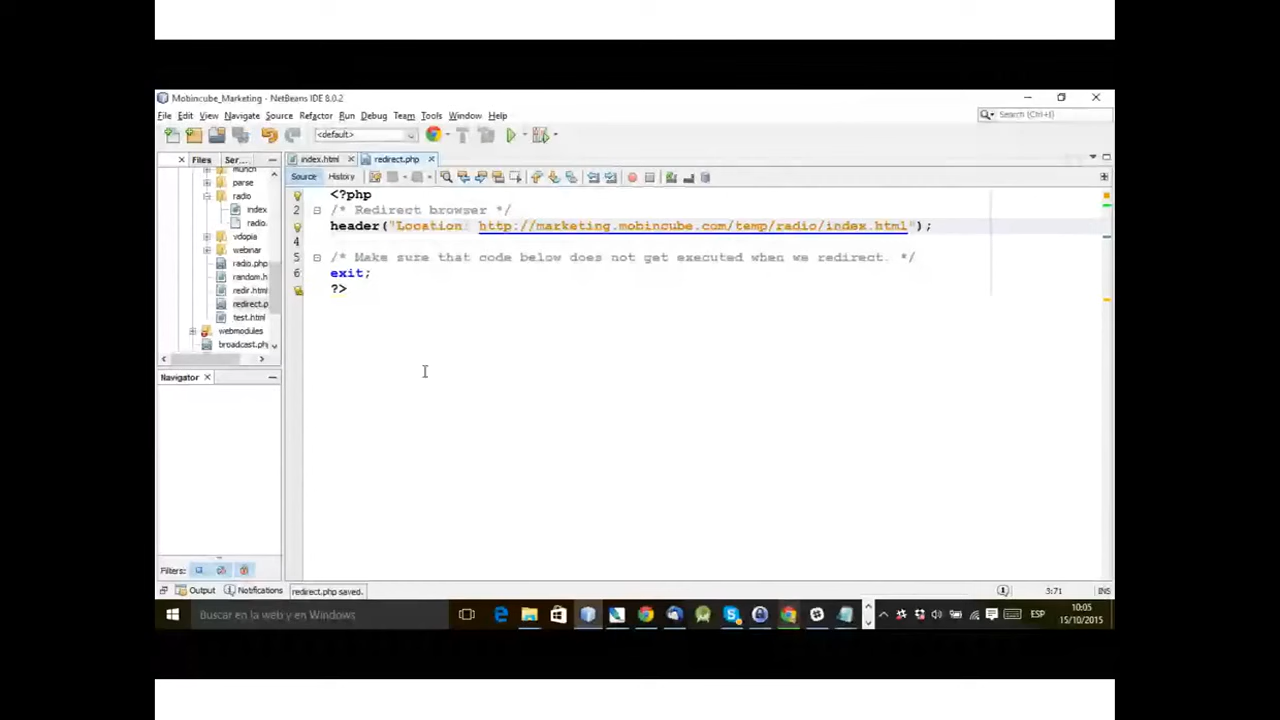 Mobincube_Marketing - NetBeans IDE 8.0.2
File Edit View Navigate Source Refactor Run Debug Team Tools Window Help
Search (Ctrl+I)
<default>
Files Ser... index.html redirect.php
Source History
munch
parse
radio
index
radio.
vdopia
webinar
radio.php
random.h
redir.html
redirect.p
test.html
webmodules
broadcast.php
<?php
2 /* Redirect browser */
header("Location: http://marketing.mobincube.com/temp/radio/index.html");
4
5 /* Make sure that code below does not get executed when we redirect. */
6 exit;
?>
Navigator
Filters:
Output Notifications redirect.php saved. 3:71 INS
Buscar en la web y en Windows
ESP
10:05
15/10/2015